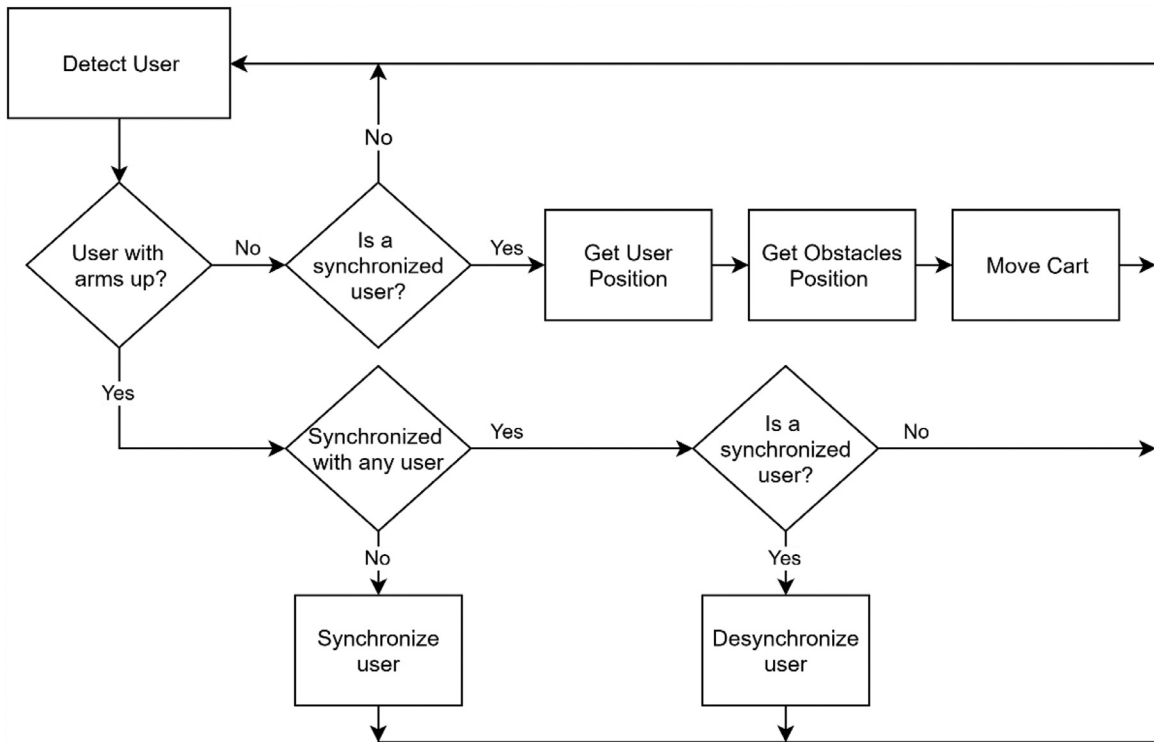 Detect User
No
User with
arms up?
No
Is a
synchronized
user?
Yes
Get User
Position
Get Obstacles
Position
Move Cart
Yes
Synchronized
with any user
Yes
Is a
synchronized
user?
No
No
Yes
Synchronize
user
Desynchronize
user